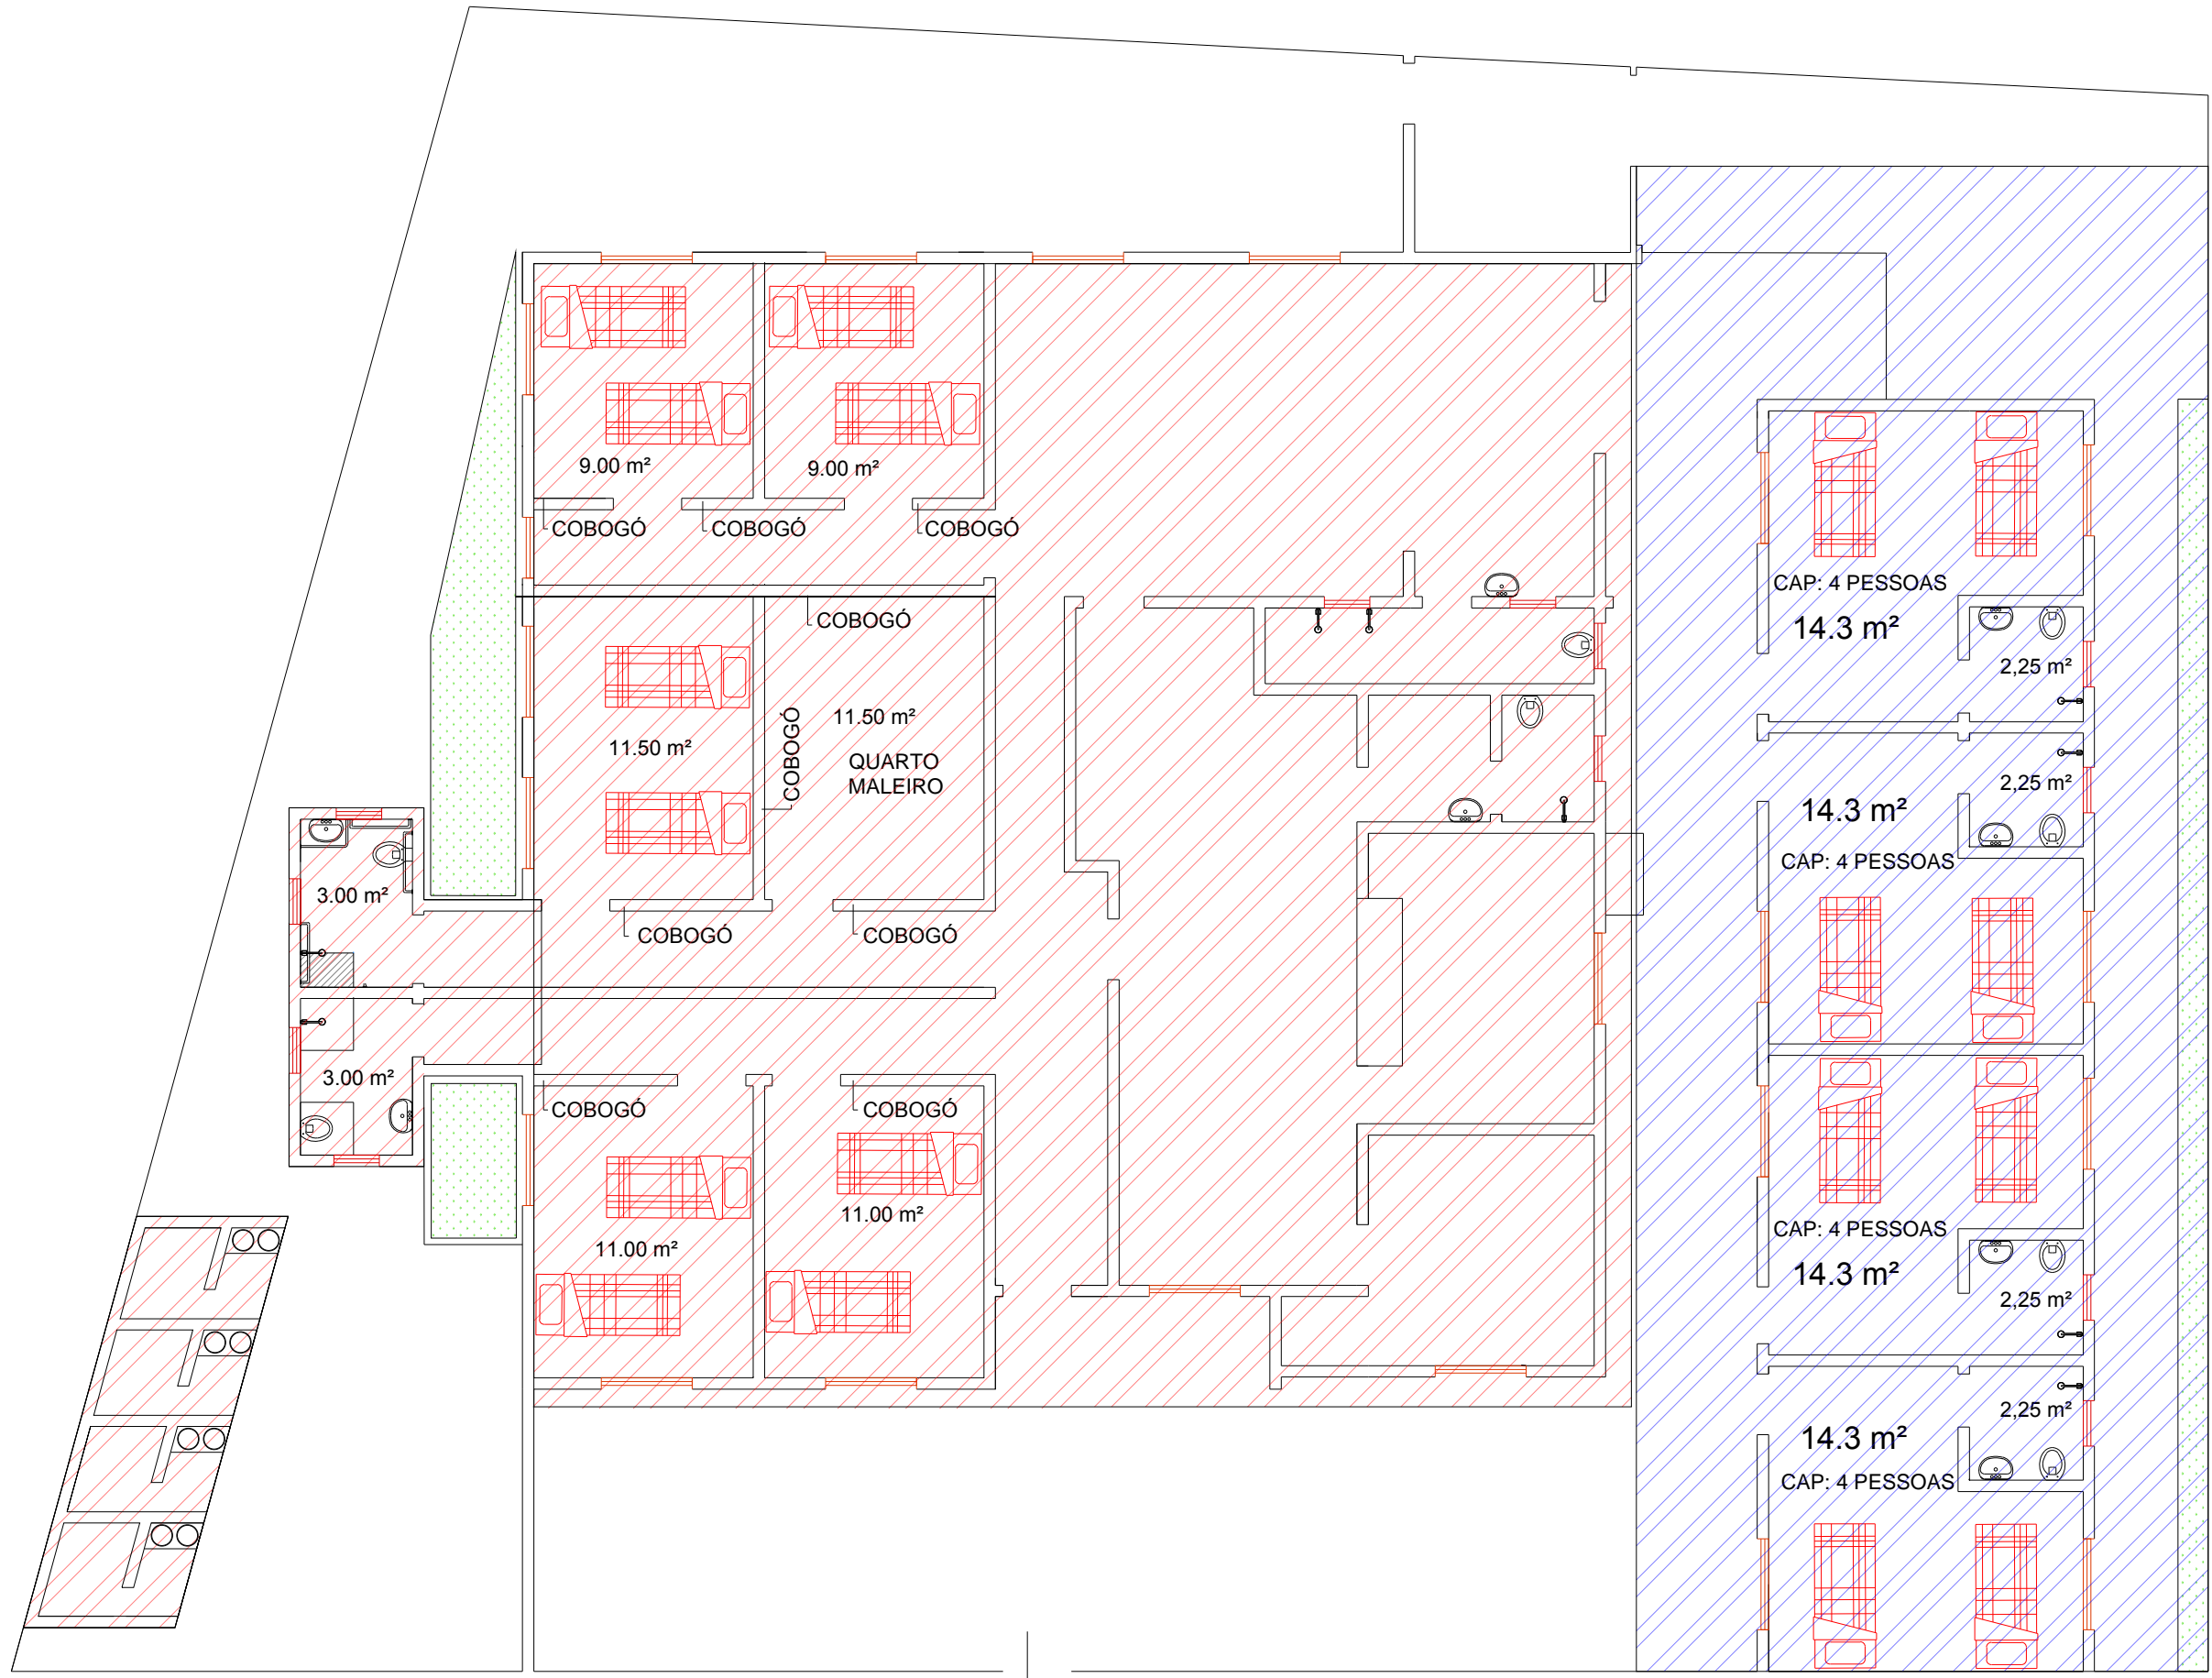 9.00 m²
9.00 m²
COBOGÓ
COBOGÓ
COBOGÓ
COBOGÓ
11.50 m²
COBOGÓ
11.50 m²
QUARTO
MALEIRO
3.00 m²
COBOGÓ
COBOGÓ
3.00 m²
COBOGÓ
COBOGÓ
11.00 m²
11.00 m²
CAP: 4 PESSOAS
14.3 m²
2,25 m²
2,25 m²
14.3 m²
CAP: 4 PESSOAS
CAP: 4 PESSOAS
14.3 m²
2,25 m²
2,25 m²
14.3 m²
CAP: 4 PESSOAS